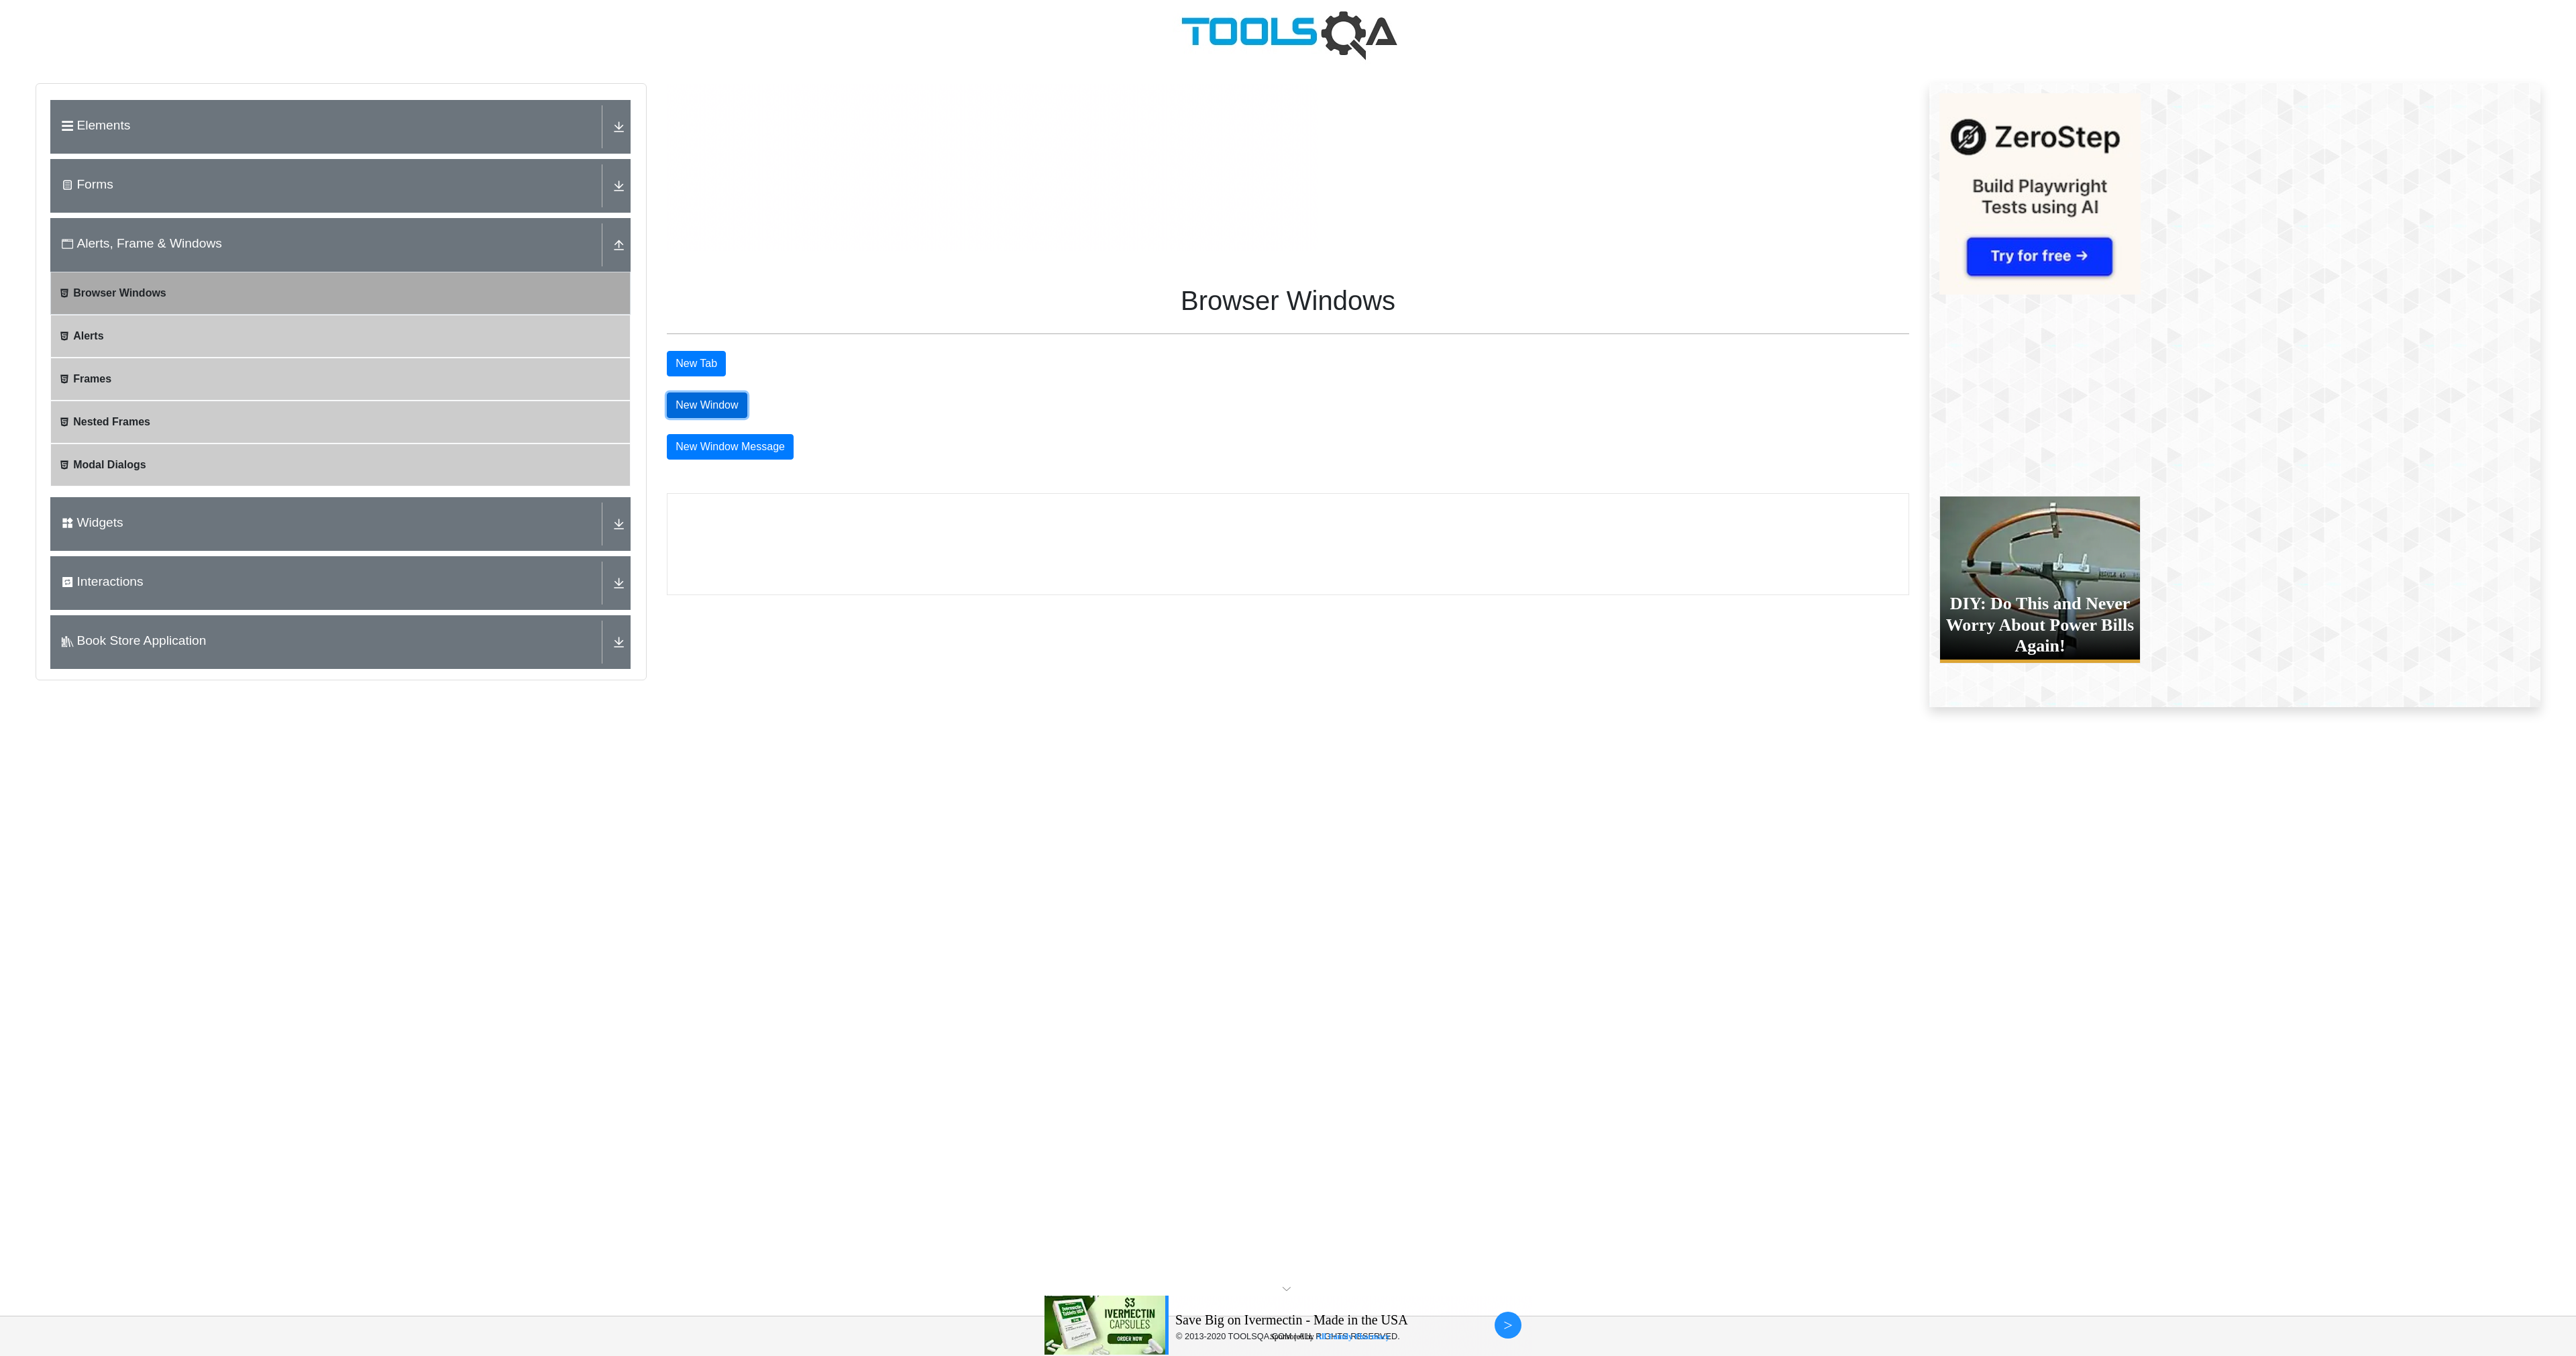 TOOLSQA
Elements
Forms
Alerts, Frame & Windows
Browser Windows
Alerts
Frames
Nested Frames
Modal Dialogs
Widgets
Interactions
Book Store Application
Browser Windows
New Tab
New Window
New Window Message
ZeroStep
Build Playwright
Tests using AI
Try for free →
DIY: Do This and Never
Worry About Power Bills
Again!
$3
IVERMECTIN
CAPSULES
ORDER NOW
Save Big on Ivermectin - Made in the USA
>
© 2013-2020 TOOLSQA.COM | ALL RIGHTS RESERVED.